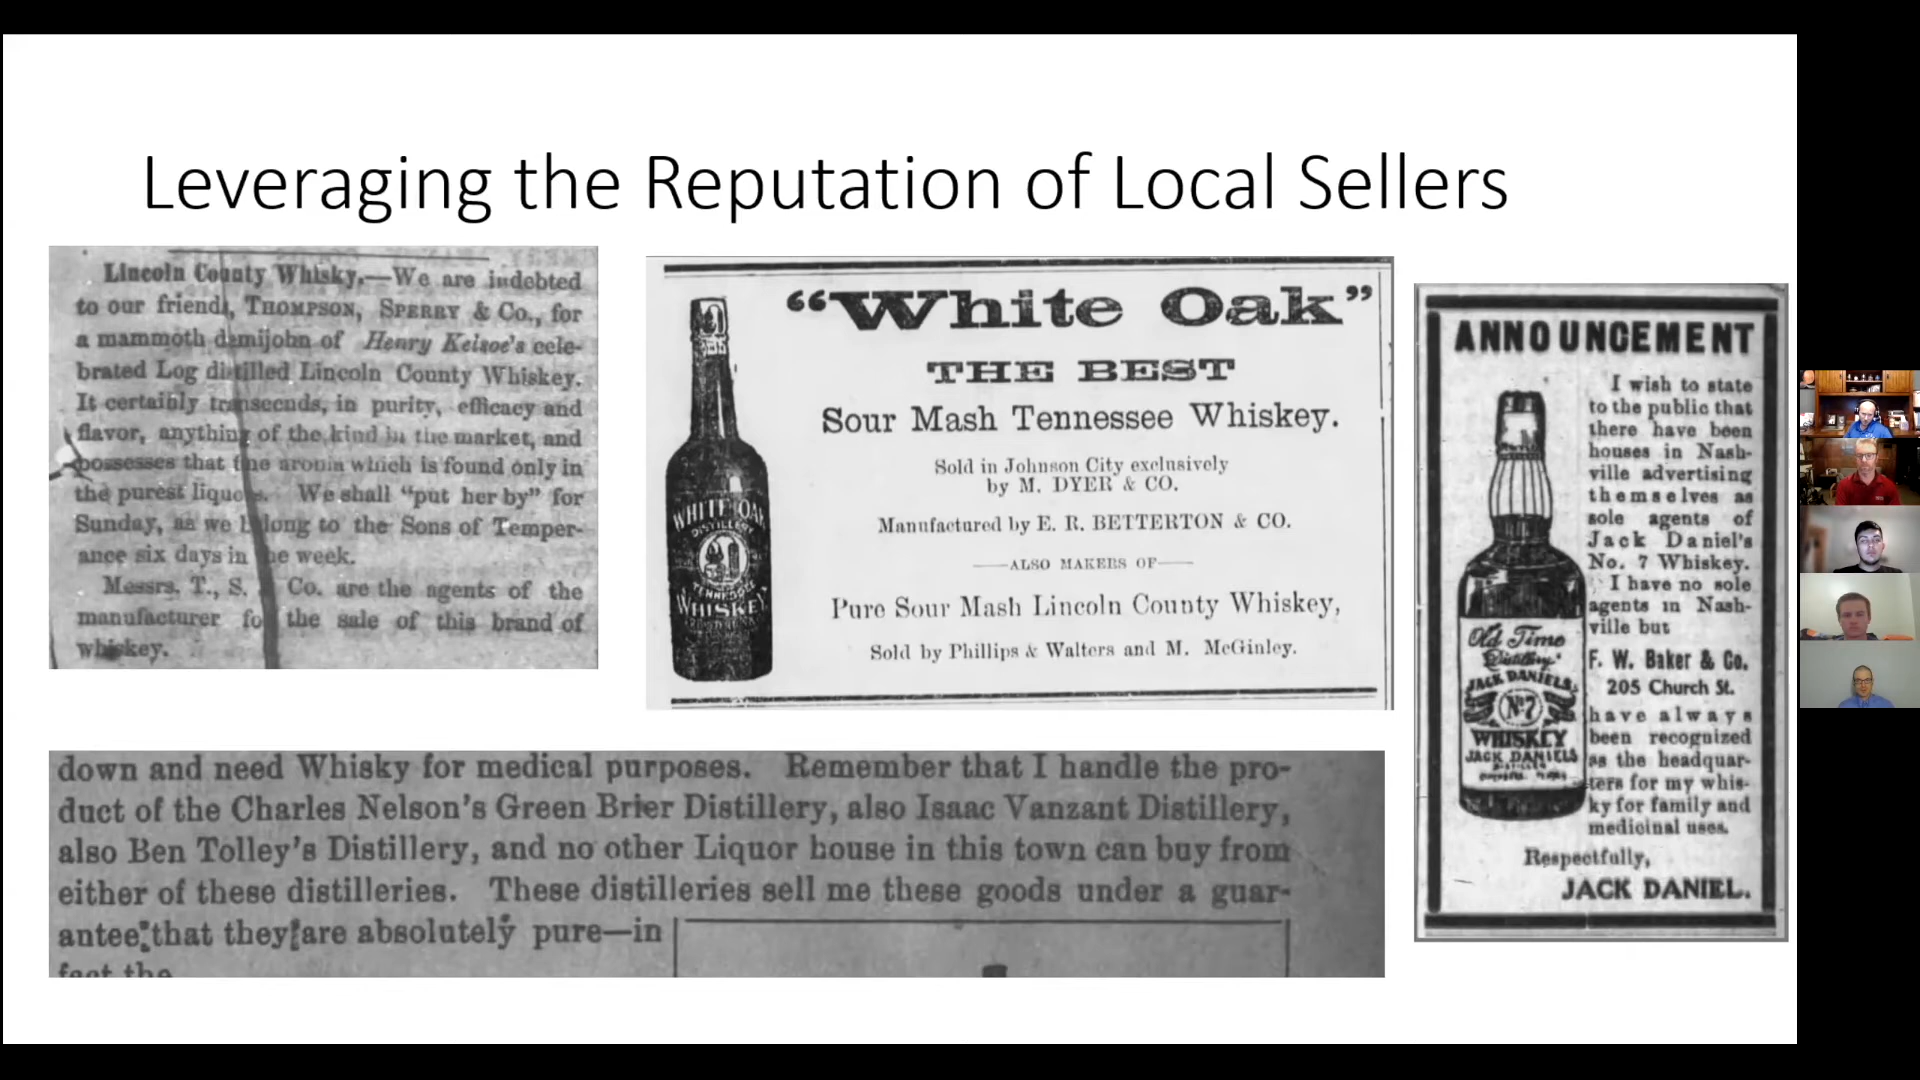 Leveraging the Reputation of Local Sellers
Lincoln County Whisky.—We are indebted
to our friends, THOMPSON, SPERRY & Co., for
a mammoth demijohn of Henry Kelsoe's cele-
brated Log distilled Lincoln County Whiskey.
It certainly transcends, in purity, efficacy and
flavor, anything of the kind in the market, and
possesses that fine aroma which is found only in
the purest liquors. We shall "put her by" for
Sunday, as we belong to the Sons of Temper-
ance six days in the week.
Messrs. T., S. Co. are the agents of the
manufacturer for the sale of this brand of
whiskey.
"White Oak"
THE BEST
Sour Mash Tennessee Whiskey.
Sold in Johnson City exclusively
by M. DYER & CO.
Manufactured by E. R. BETTERTON & CO.
—ALSO MAKERS OF—
Pure Sour Mash Lincoln County Whiskey,
Sold by Phillips & Walters and M. McGinley.
WHITE OAK
DISTILLERY
TENNESSEE
WHISKEY
ANNOUNCEMENT
I wish to state
to the public that
there have been
houses in Nash-
ville advertising
themselves as
sole agents of
Jack Daniel's
No. 7 Whiskey.
I have no sole
agents in Nash-
ville but
F. W. Baker & Co.
205 Church St.
have always
been recognized
as the headquar-
ters for my whis-
ky for family and
medicinal uses.
Respectfully,
JACK DANIEL.
Old Time
Distillery
JACK DANIEL'S
No. 7
WHISKEY
JACK DANIEL'S
down and need Whisky for medical purposes. Remember that I handle the pro-
duct of the Charles Nelson's Green Brier Distillery, also Isaac Vanzant Distillery,
also Ben Tolley's Distillery, and no other Liquor house in this town can buy from
either of these distilleries. These distilleries sell me these goods under a guar-
antee that they are absolutely pure—in
fact the